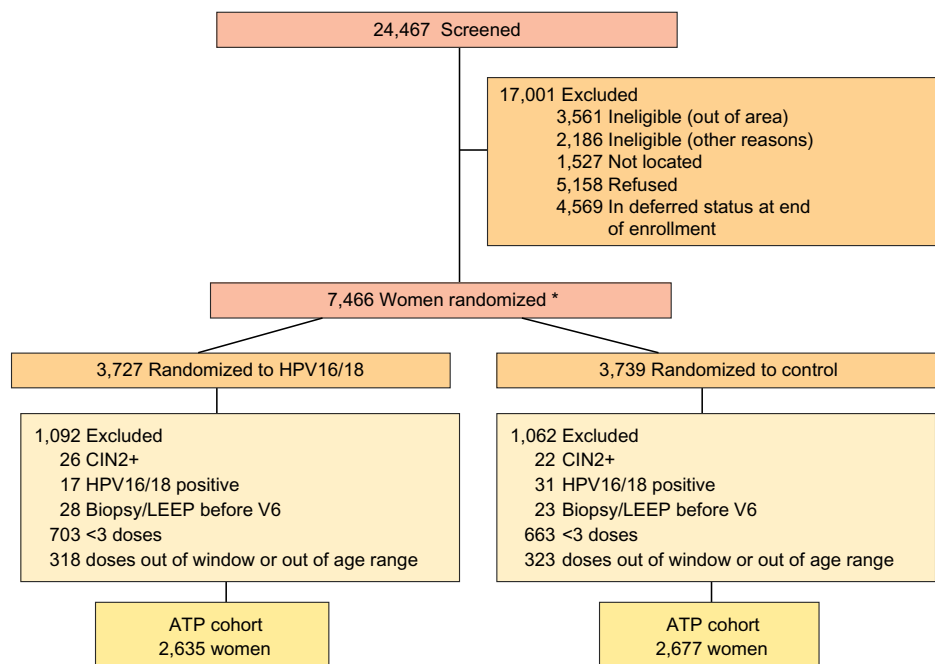 24,467 Screened
17,001 Excluded
3,561 Ineligible (out of area)
2,186 Ineligible (other reasons)
1,527 Not located
5,158 Refused
4,569 In deferred status at end
of enrollment
7,466 Women randomized *
3,727 Randomized to HPV16/18
3,739 Randomized to control
1,092 Excluded
26 CIN2+
17 HPV16/18 positive
28 Biopsy/LEEP before V6
703 <3 doses
318 doses out of window or out of age range
1,062 Excluded
22 CIN2+
31 HPV16/18 positive
23 Biopsy/LEEP before V6
663 <3 doses
323 doses out of window or out of age range
ATP cohort
2,635 women
ATP cohort
2,677 women